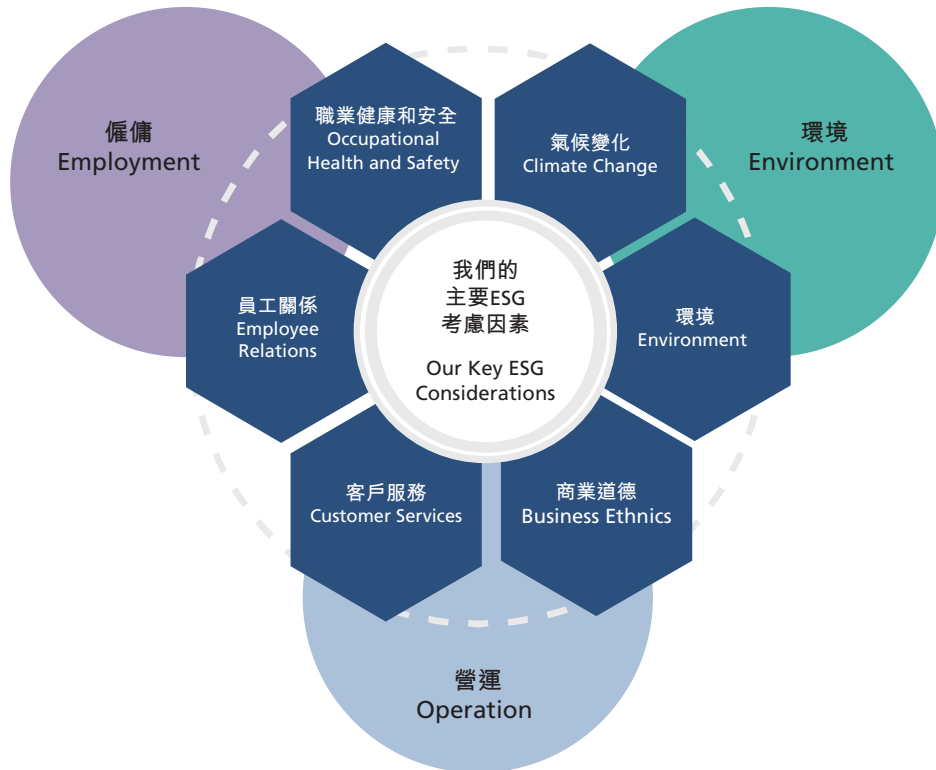 僱傭
Employment
職業健康和安全
Occupational
Health and Safety
氣候變化
Climate Change
環境
Environment
員工關係
Employee
Relations
我們的
主要ESG
考慮因素
Our Key ESG
Considerations
環境
Environment
客戶服務
Customer Services
商業道德
Business Ethnics
營運
Operation